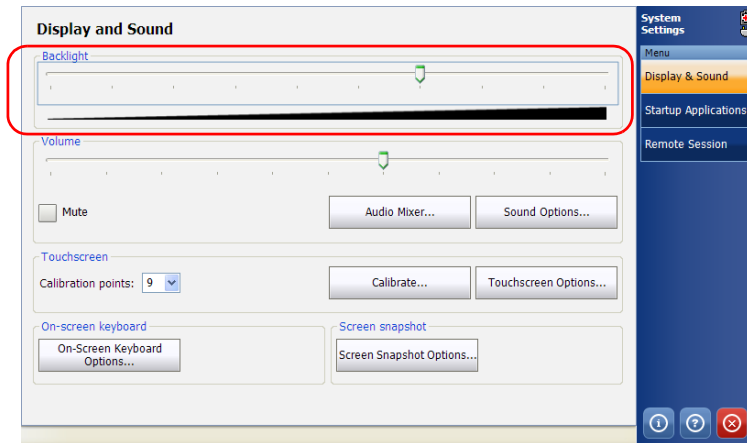 Display and Sound
Backlight
Volume
Mute
Audio Mixer...
Sound Options...
Touchscreen
Calibration points: 9
Calibrate...
Touchscreen Options...
On-screen keyboard
On-Screen Keyboard
Options...
Screen snapshot
Screen Snapshot Options...
System
Settings
Menu
Display & Sound
Startup Applications
Remote Session